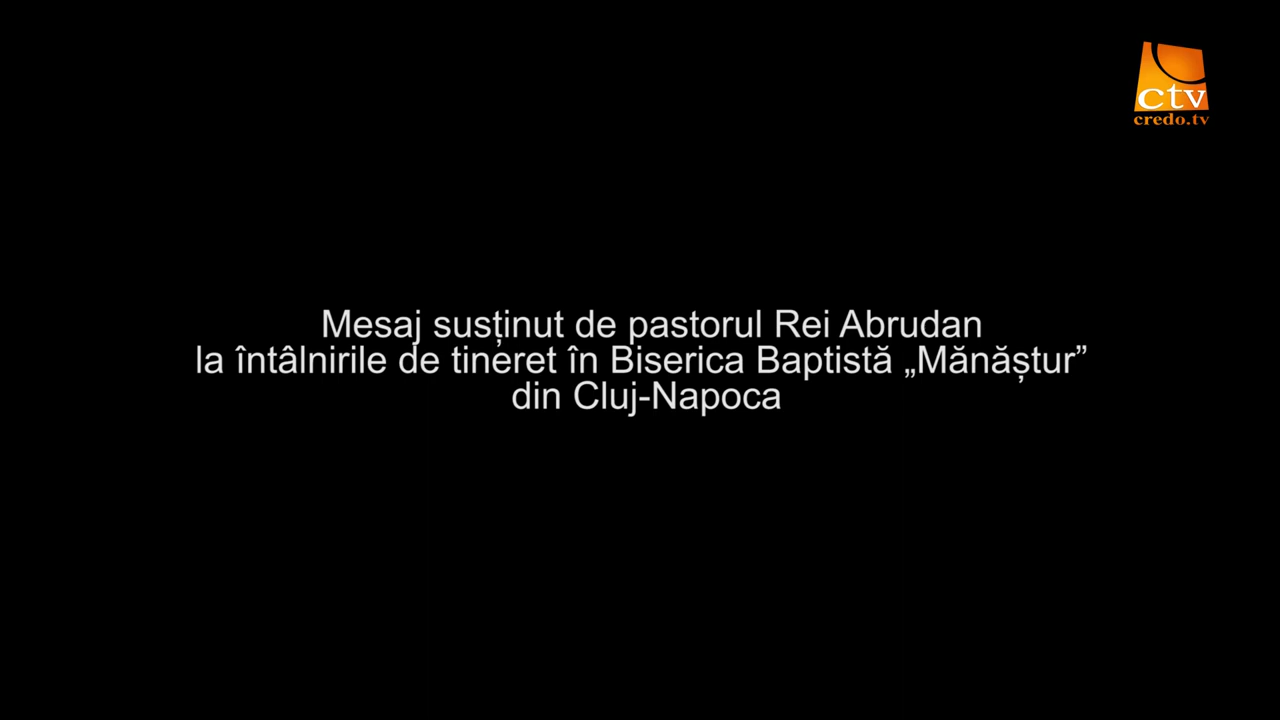 ctv
credo.tv
Mesaj susținut de pastorul Rei Abrudan
la întâlnirile de tineret în Biserica Baptistă „Mănăștur”
din Cluj-Napoca